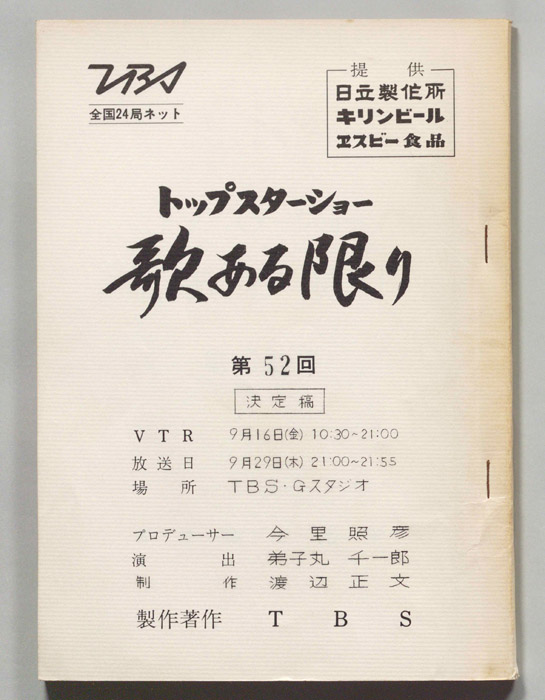 TBS
全国24局ネット
提供
日立製作所
キリンビール
ヱスビー食品
トップスターショー
歌ある限り
第52回
決定稿
VTR 9月16日(金) 10:30~21:00
放送日 9月29日(木) 21:00~21:55
場所 TBS・Gスタジオ
プロデューサー 今里照彦
演出 弟子丸千一郎
制作 渡辺正文
製作著作 TBS